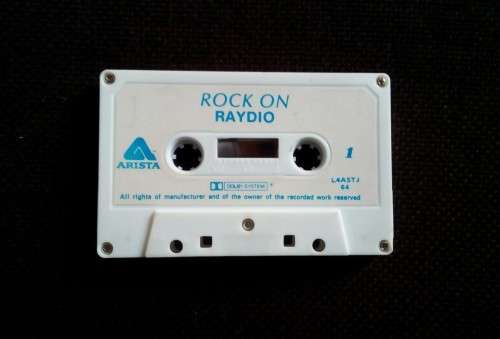 ROCK ON
RAYDIO
ARISTA
1
DOLBY SYSTEM
L4ASTJ
64
All rights of manufacturer and of the owner of the recorded work reserved